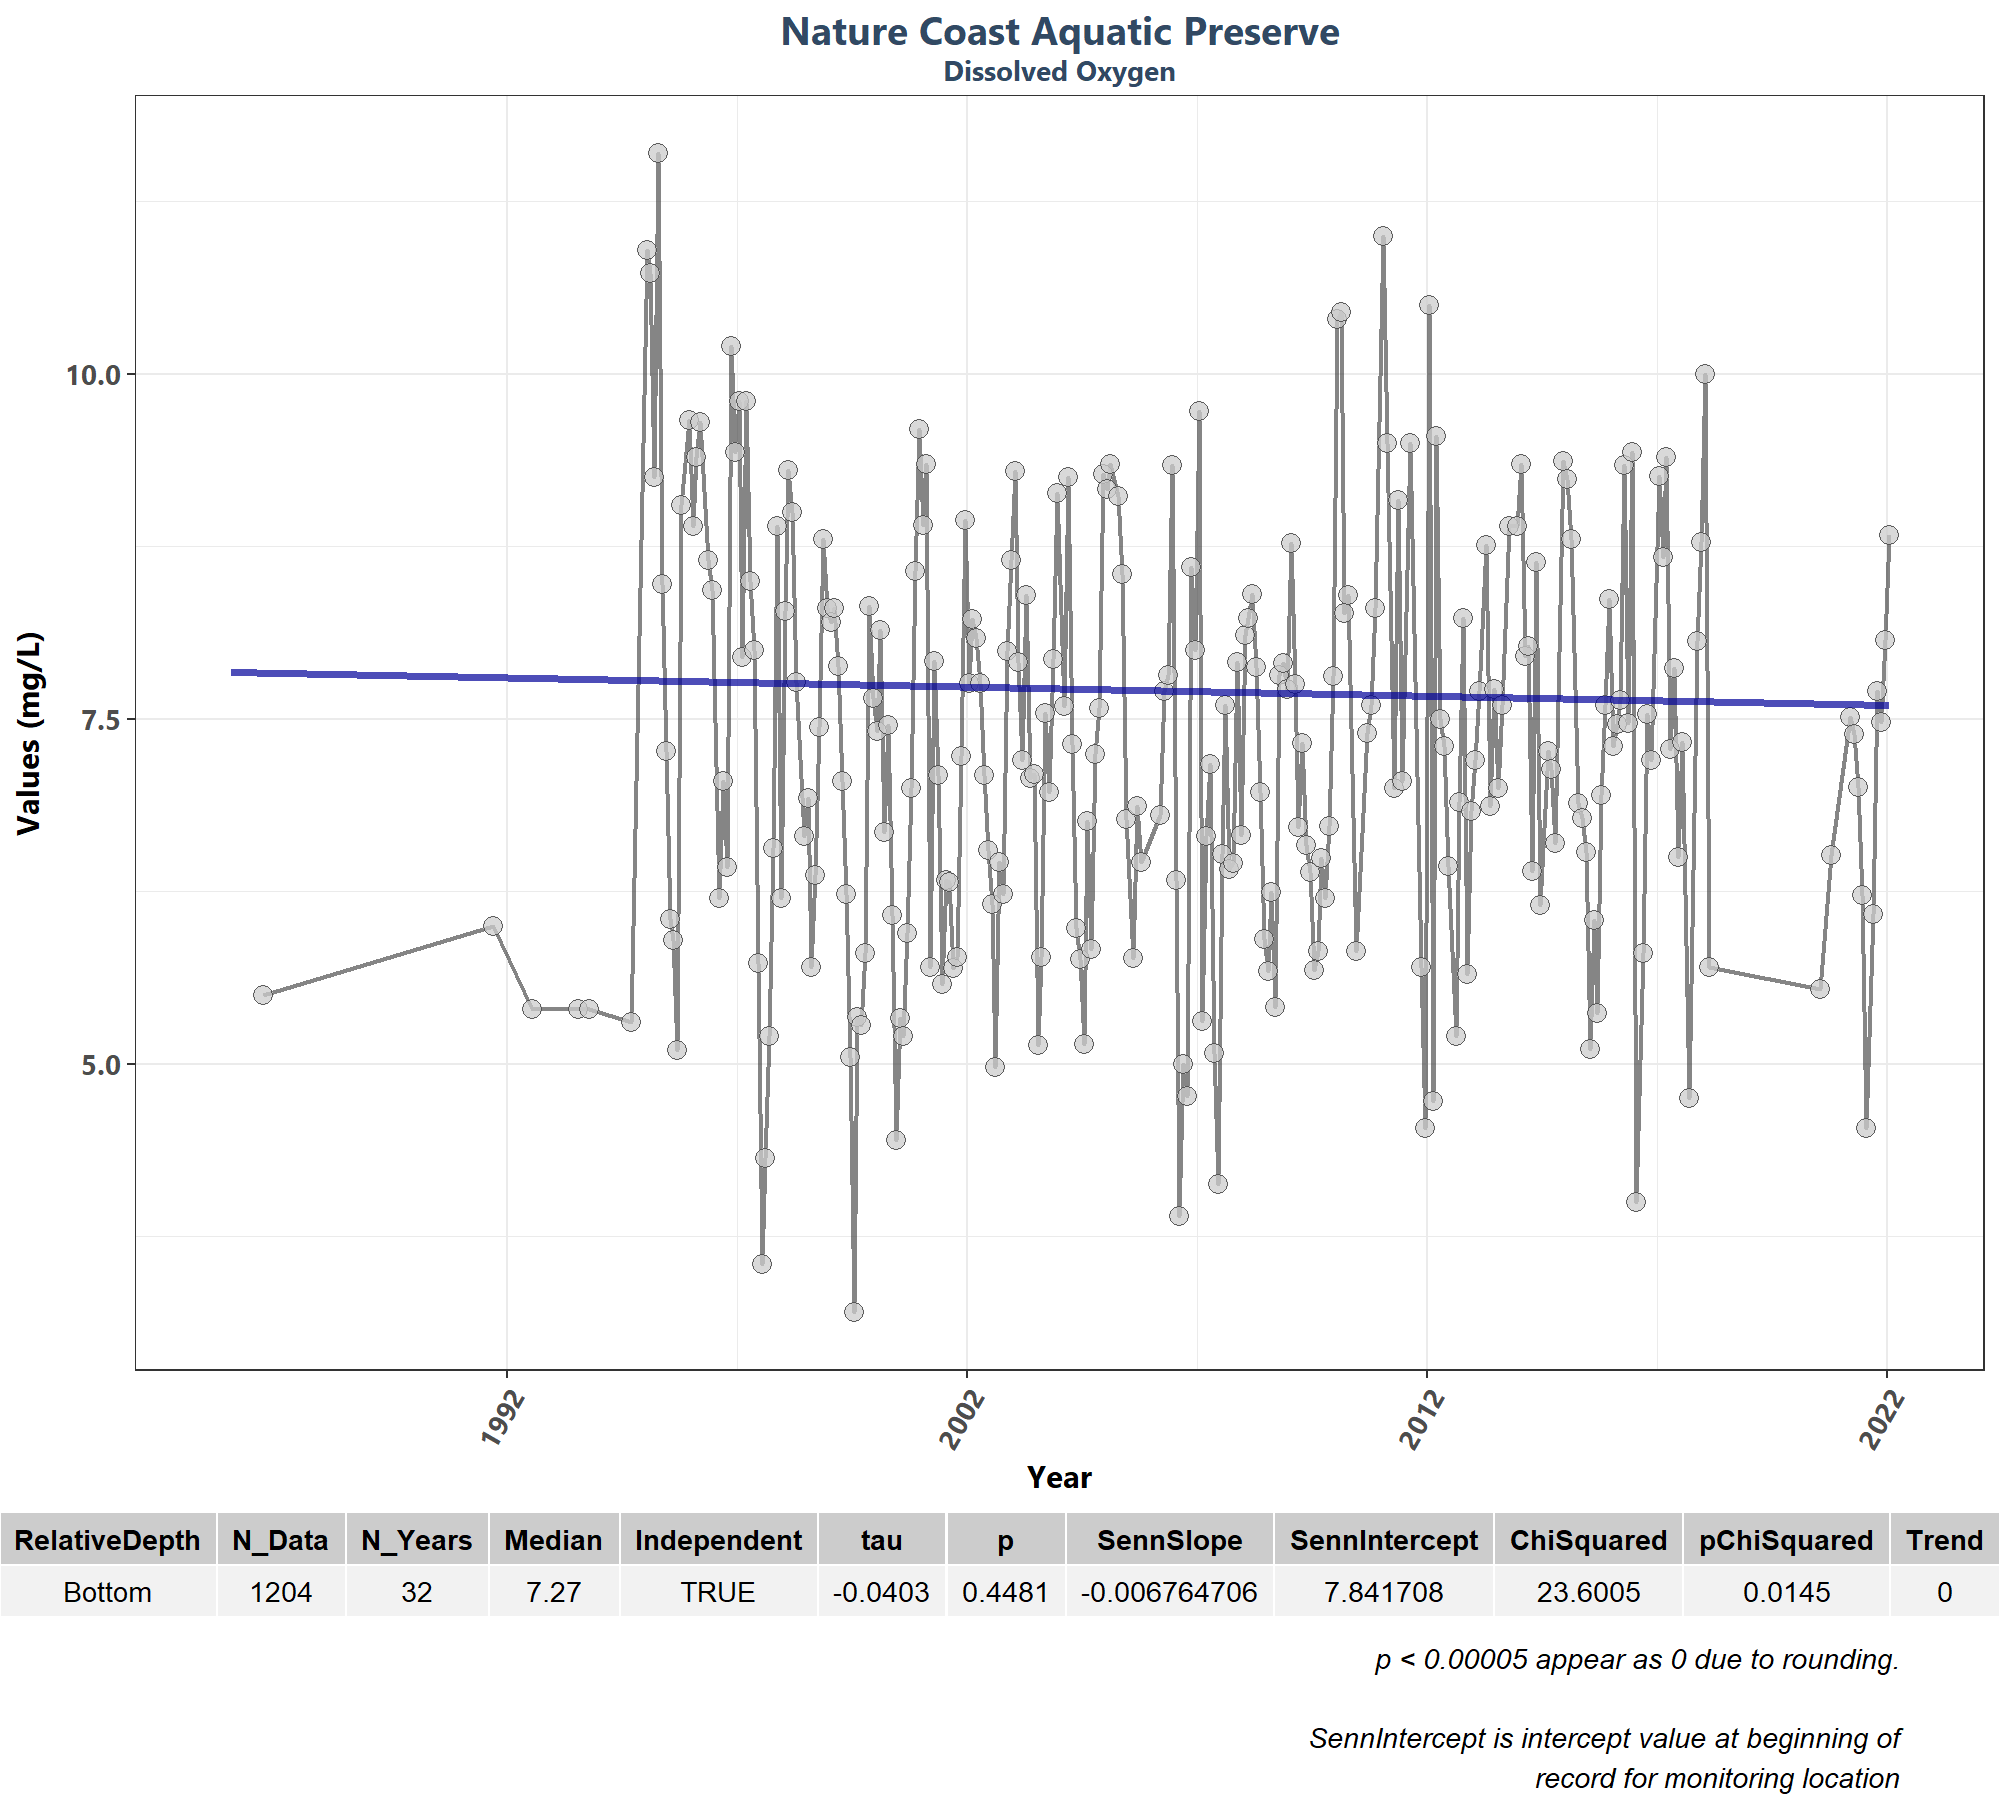 Nature Coast Aquatic Preserve
Dissolved Oxygen
Values (mg/L)
10.0
7.5
5.0
1992
2002
2012
2022
Year
RelativeDepth N_Data N_Years Median Independent tau p SennSlope SennIntercept ChiSquared pChiSquared Trend
Bottom 1204 32 7.27 TRUE -0.0403 0.4481 -0.006764706 7.841708 23.6005 0.0145 0
p < 0.00005 appear as 0 due to rounding.
SennIntercept is intercept value at beginning of
record for monitoring location